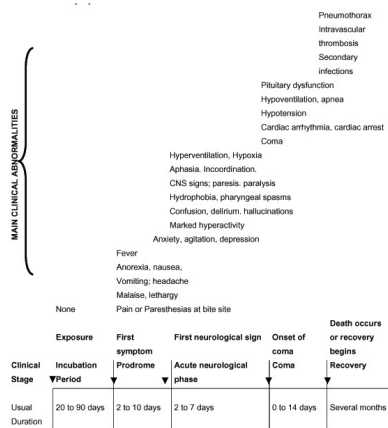 Pneumothorax
Intravascular
thrombosis
Secondary
infections
Pituitary dysfunction
Hypoventilation, apnea
Hypotension
Cardiac arrhythmia, cardiac arrest
Coma
Hyperventilation, Hypoxia
Aphasia. Incoordination.
CNS signs; paresis. paralysis
Hydrophobia, pharyngeal spasms
Confusion, delirium. hallucinations
Marked hyperactivity
Anxiety, agitation, depression
Fever
Anorexia, nausea,
Vomiting; headache
Malaise, lethargy
None Pain or Paresthesias at bite site
MAIN CLINICAL ABNORMALITIES
Death occurs
Exposure First First neurological sign Onset of or recovery
symptom coma begins
Clinical Incubation Prodrome Acute neurological Coma Recovery
Stage Period phase
Usual 20 to 90 days 2 to 10 days 2 to 7 days 0 to 14 days Several months
Duration